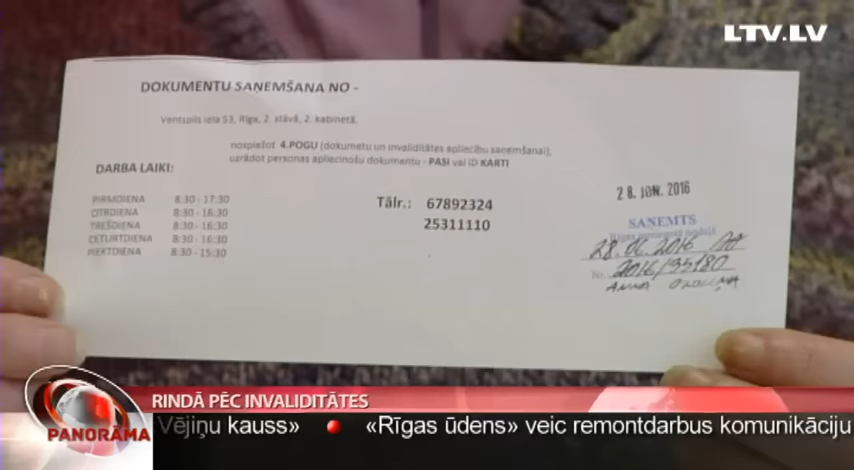 LTV.LV
DOKUMENTU SAŅEMŠANA NO -
Ventspils iela 53, Rīga, 2. stāvā, 2. kabinetā,
nospiežot 4.POGU (dokumetu un invaliditātes apliecību saņemšanai),
uzrādot personas apliecinošu dokumentu - PASI vai ID KARTI
DARBA LAIKI:
PIRMDIENA 8:30 - 17:30
OTRDIENA 8:30 - 16:30
TREŠDIENA 8:30 - 16:30
CETURTDIENA 8:30 - 16:30
PIEKTDIENA 8:30 - 15:30
Tālr.: 67892324
25311110
28. JŪN. 2016
SAŅEMTS
28.06.2016
Nr. 2016/95180
ANNA
RINDĀ PĒC INVALIDITĀTES
PANORĀMA
Vējiņu kauss» «Rīgas ūdens» veic remontdarbus komunikāciju